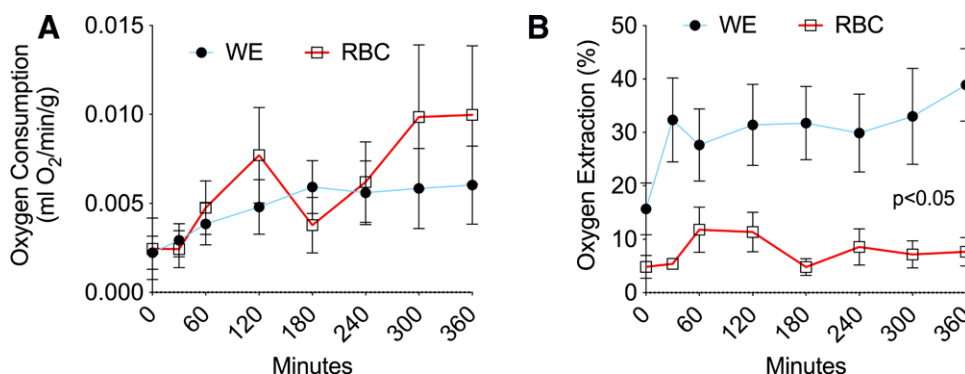 A
Oxygen Consumption
(ml O₂/min/g)
0.015
0.010
0.005
0.000
WE
RBC
0
60
120
180
240
300
360
Minutes
B
Oxygen Extraction (%)
50
40
30
20
10
0
WE
RBC
p<0.05
0
60
120
180
240
300
360
Minutes